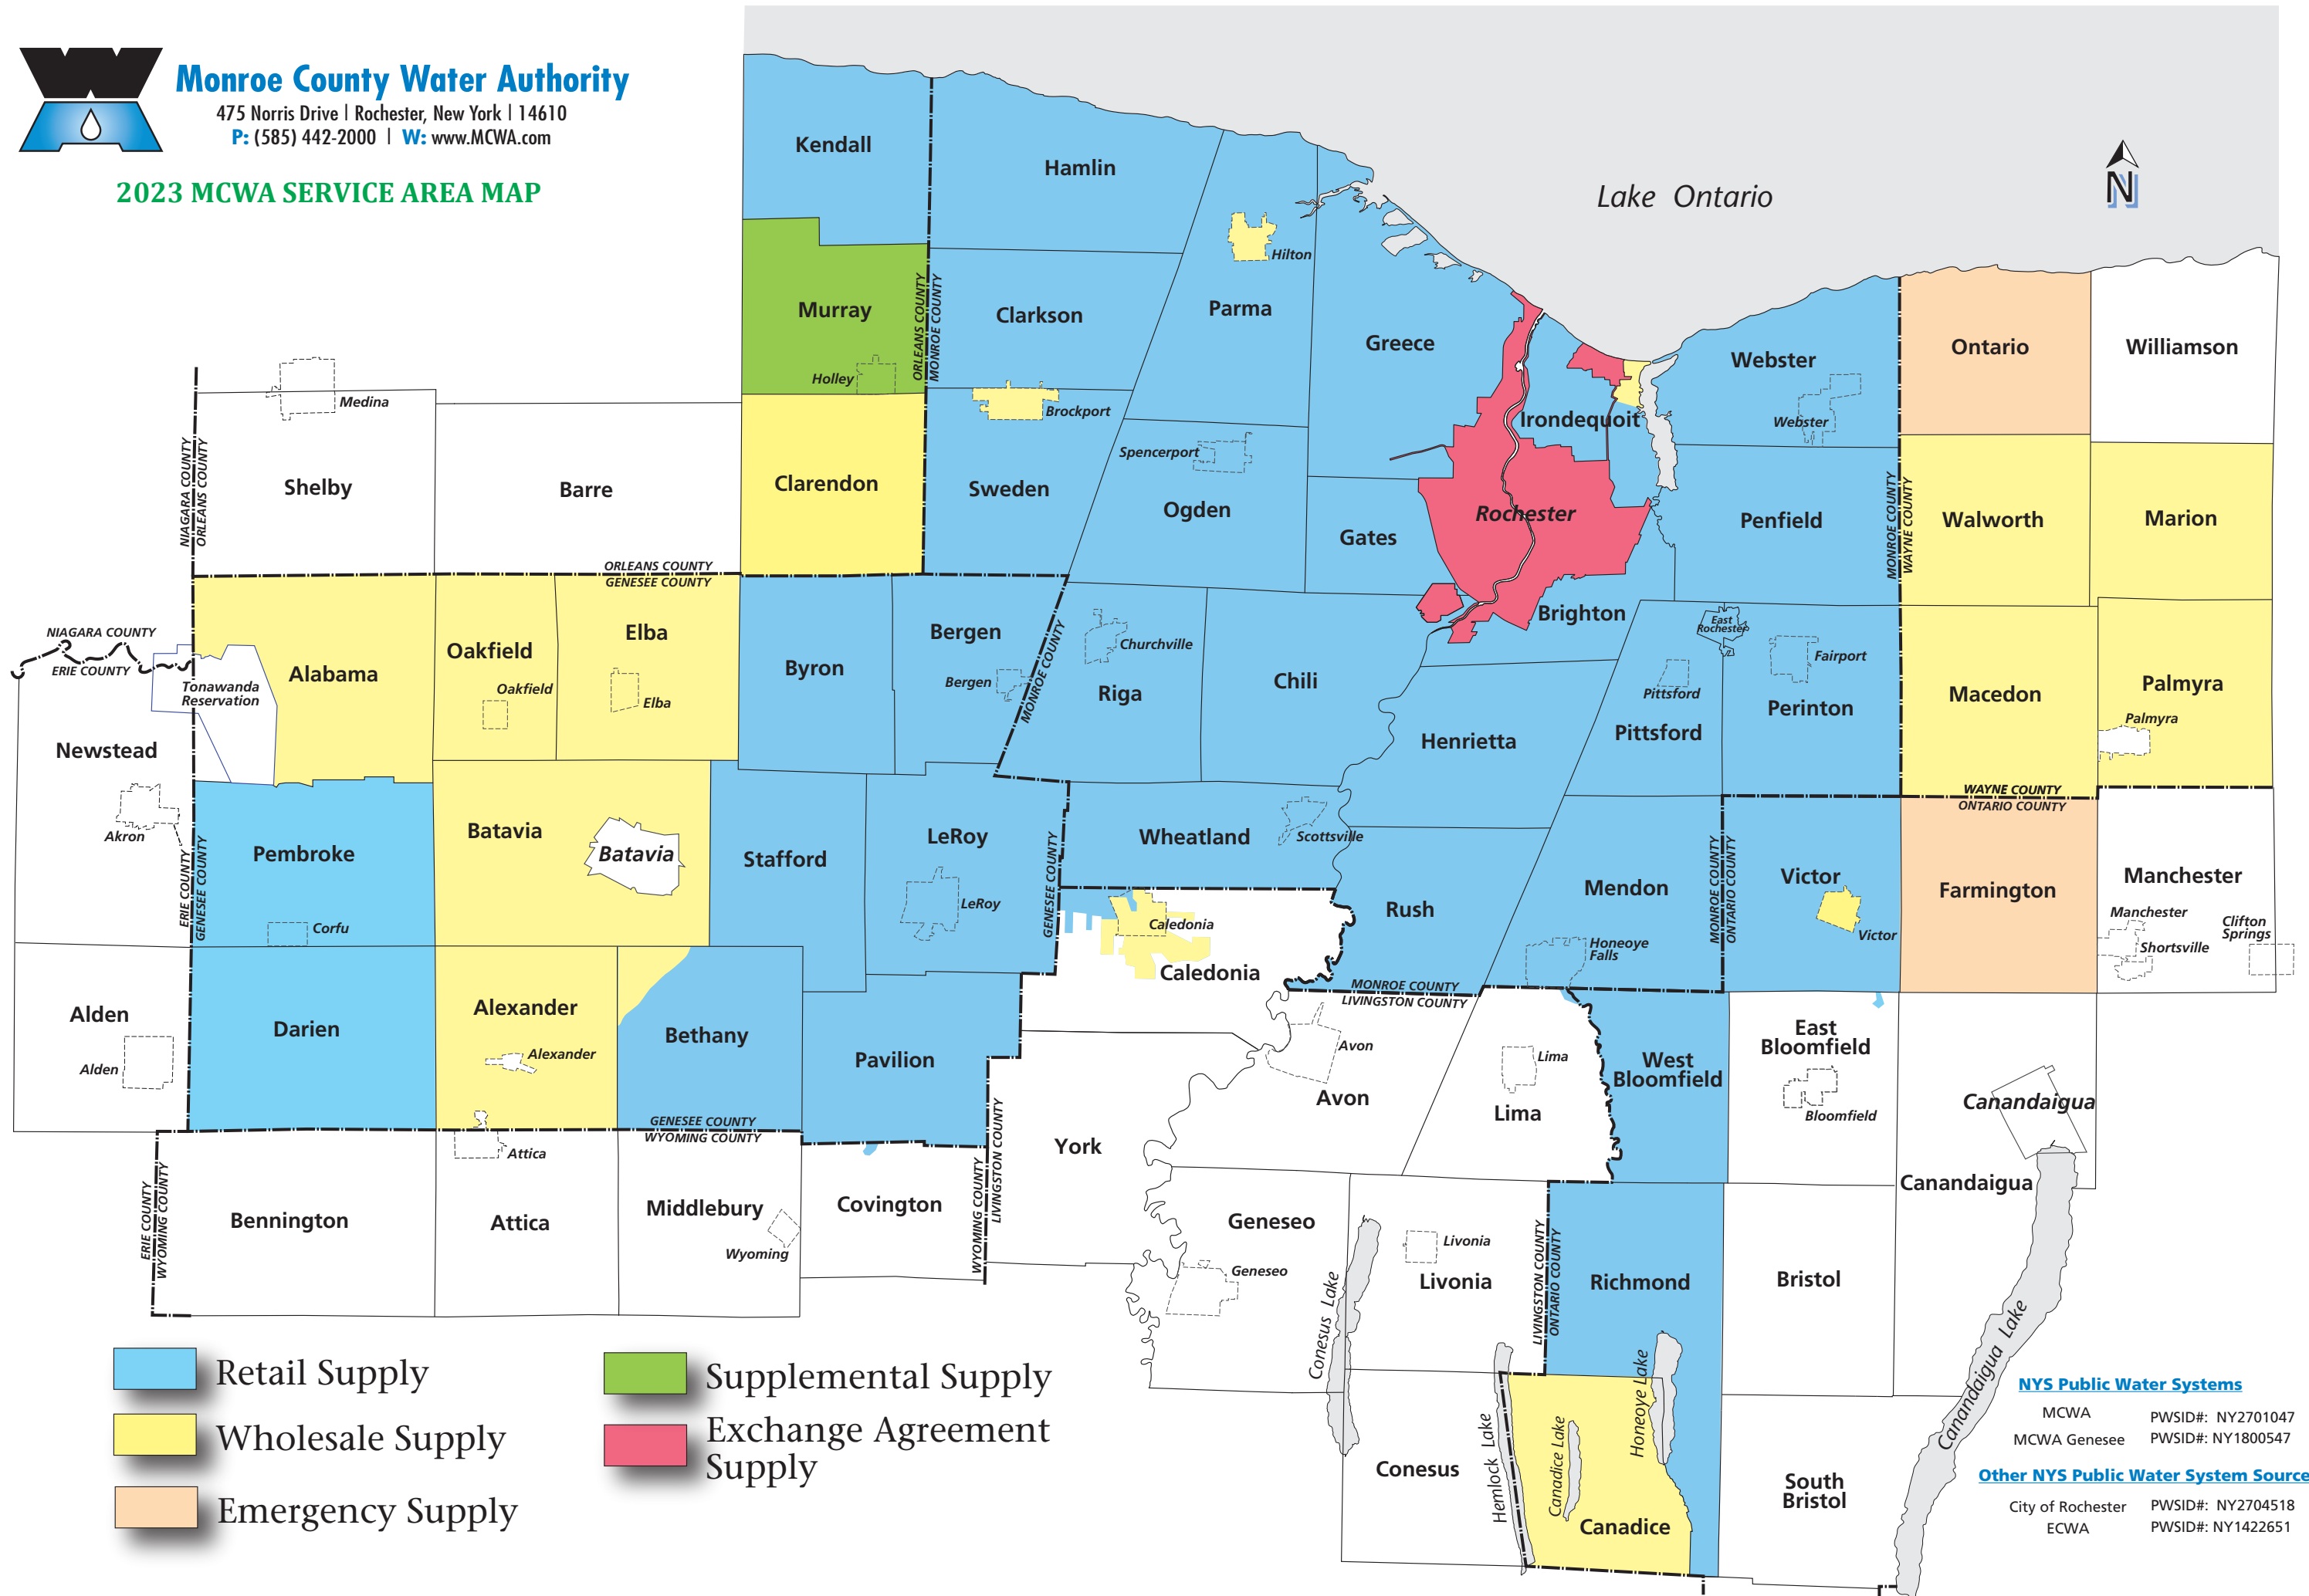 Monroe County Water Authority
475 Norris Drive | Rochester, New York | 14610
P: (585) 442-2000 | W: www.MCWA.com
2023 MCWA SERVICE AREA MAP
Lake Ontario
N
Kendall
Hamlin
Hilton
Murray
Holley
ORLEANS COUNTY
MONROE COUNTY
Clarkson
Parma
Greece
Irondequoit
Webster
Webster
Ontario
Williamson
Medina
Brockport
Spencerport
NIAGARA COUNTY
ORLEANS COUNTY
Shelby
Barre
Clarendon
Sweden
Ogden
Gates
Rochester
Penfield
MONROE COUNTY
WAYNE COUNTY
Walworth
Marion
ORLEANS COUNTY
GENESEE COUNTY
NIAGARA COUNTY
ERIE COUNTY
Tonawanda
Reservation
Alabama
Oakfield
Oakfield
Elba
Elba
Byron
Bergen
Bergen
MONROE COUNTY
Churchville
Riga
Chili
Brighton
East
Rochester
Fairport
Pittsford
Pittsford
Perinton
Henrietta
Macedon
Palmyra
Palmyra
WAYNE COUNTY
ONTARIO COUNTY
Newstead
Akron
ERIE COUNTY
GENESEE COUNTY
Pembroke
Corfu
Batavia
Batavia
Stafford
LeRoy
LeRoy
GENESEE COUNTY
Wheatland
Scottsville
Caledonia
Caledonia
Rush
Mendon
Honeoye
Falls
MONROE COUNTY
ONTARIO COUNTY
Victor
Victor
Farmington
Manchester
Manchester
Shortsville
Clifton
Springs
MONROE COUNTY
LIVINGSTON COUNTY
Alden
Alden
Darien
Alexander
Alexander
Bethany
Pavilion
GENESEE COUNTY
WYOMING COUNTY
Avon
Avon
Lima
Lima
West
Bloomfield
East
Bloomfield
Bloomfield
Canandaigua
Canandaigua
ERIE COUNTY
WYOMING COUNTY
Bennington
Attica
Attica
Middlebury
Wyoming
Covington
WYOMING COUNTY
LIVINGSTON COUNTY
York
Geneseo
Geneseo
Conesus Lake
Livonia
Livonia
LIVINGSTON COUNTY
ONTARIO COUNTY
Richmond
Bristol
Canandaigua Lake
Conesus
Hemlock Lake
Canadice Lake
Honeoye Lake
Canadice
South
Bristol
Retail Supply
Wholesale Supply
Emergency Supply
Supplemental Supply
Exchange Agreement
Supply
NYS Public Water Systems
MCWA PWSID#: NY2701047
MCWA Genesee PWSID#: NY1800547
Other NYS Public Water System Source
City of Rochester PWSID#: NY2704518
ECWA PWSID#: NY1422651